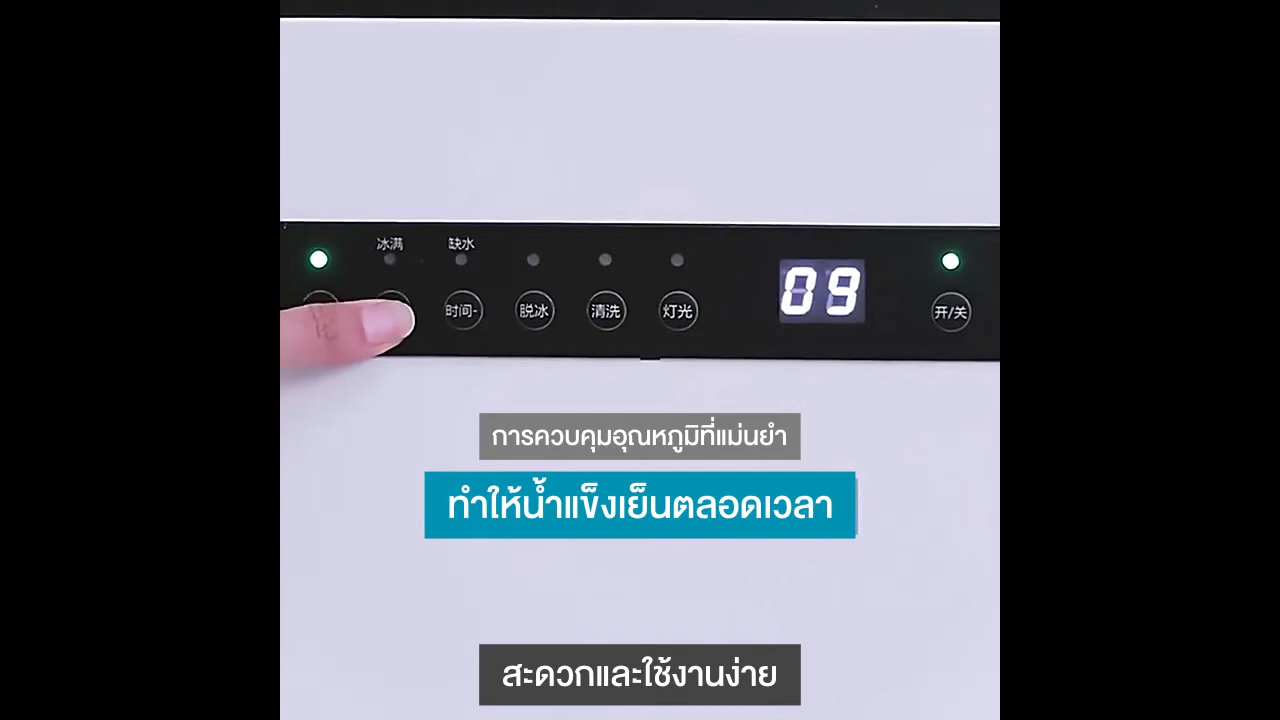 冰满 缺水
09
时间- 脱冰 清洗 灯光 开/关
การควบคุมอุณหภูมิที่แม่นยำ
ทำให้น้ำแข็งเย็นตลอดเวลา
สะดวกและใช้งานง่าย